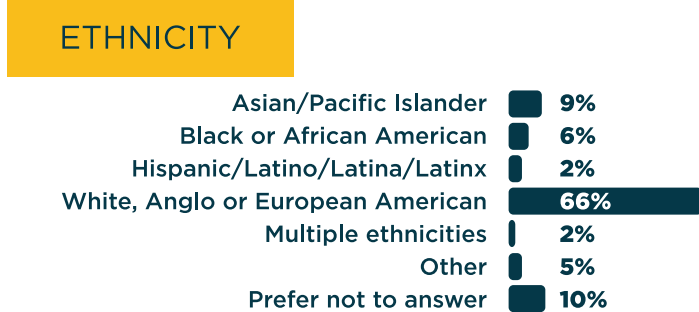 ETHNICITY
Asian/Pacific Islander 9%
Black or African American 6%
Hispanic/Latino/Latina/Latinx 2%
White, Anglo or European American 66%
Multiple ethnicities 2%
Other 5%
Prefer not to answer 10%